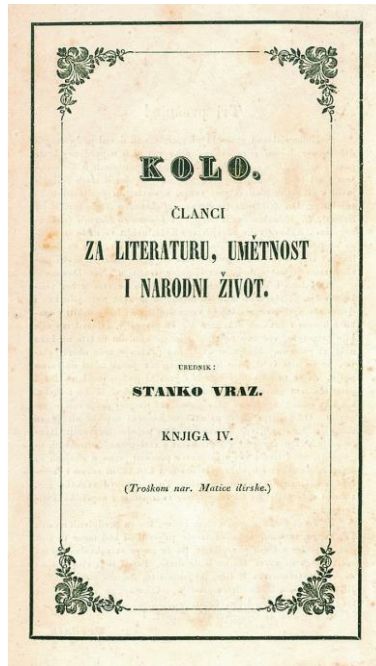 KOLO.
ČLANCI
ZA LITERATURU, UMĚTNOST
I NARODNI ŽIVOT.
UREDNIK:
STANKO VRAZ.
KNJIGA IV.
(Troškom nar. Matice ilirske.)